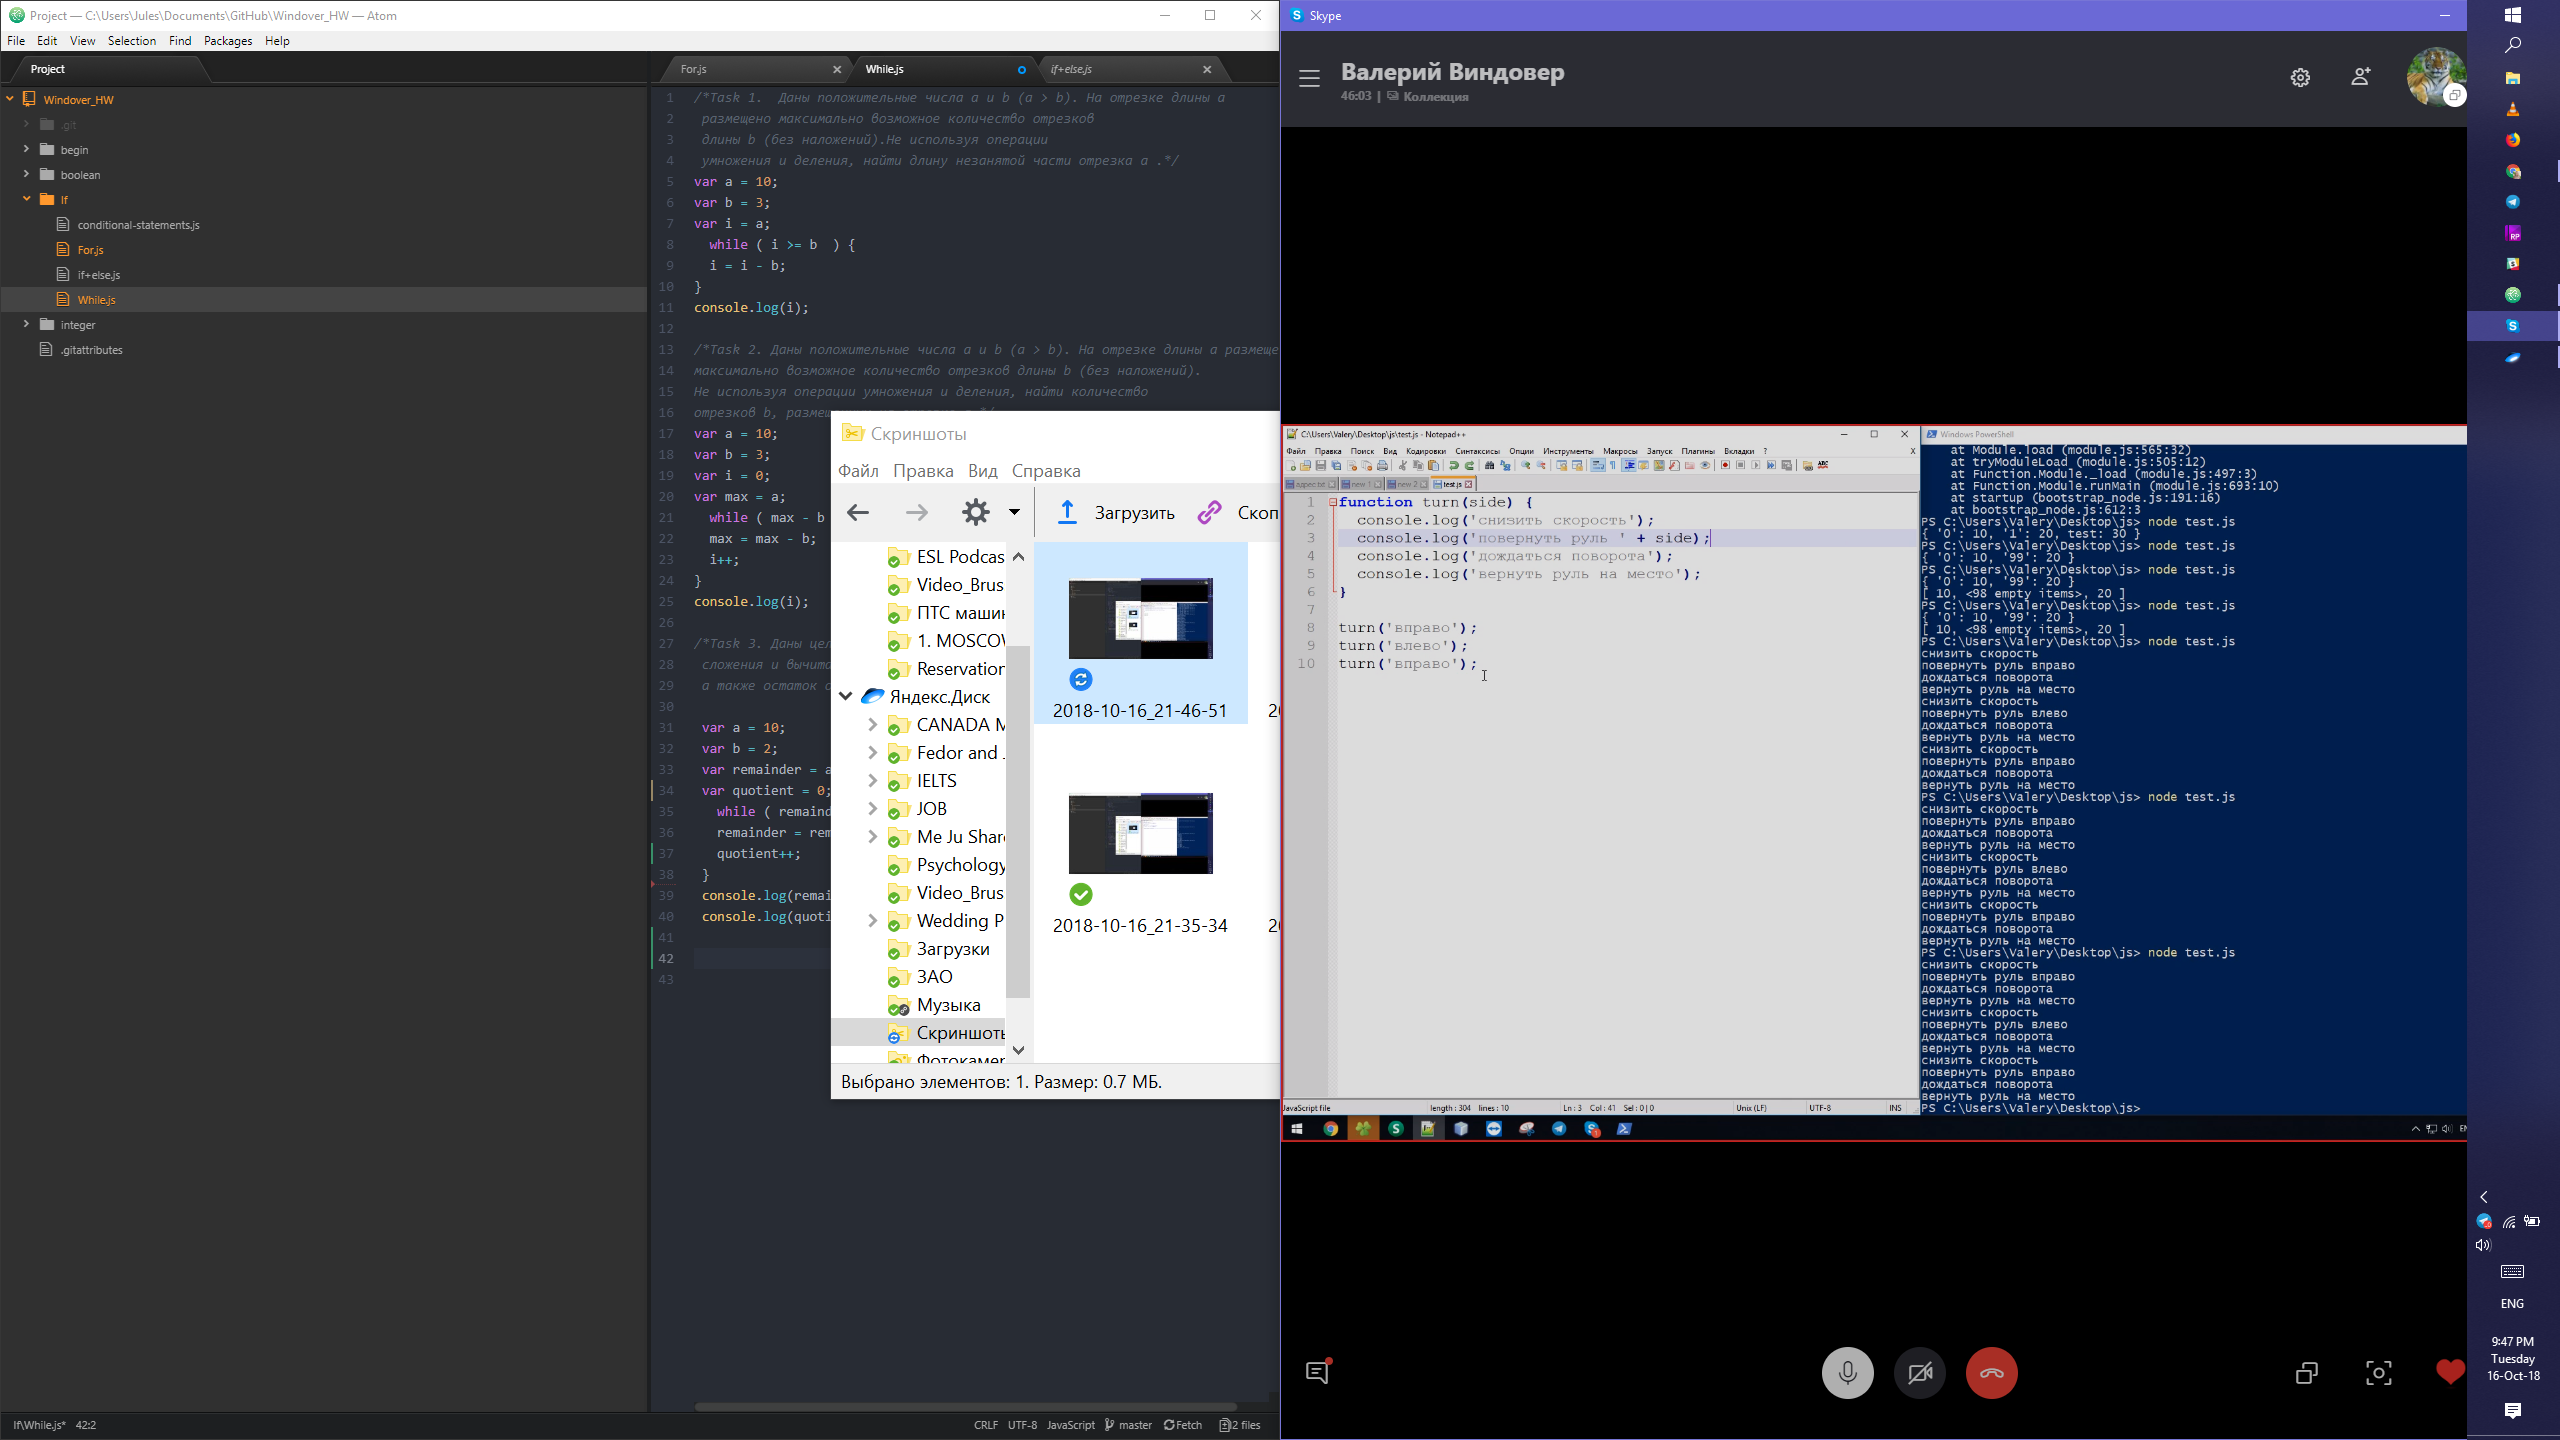 Project — C:\Users\Jules\Documents\GitHub\Windover_HW — Atom
File Edit View Selection Find Packages Help
Project
Windover_HW
.git
begin
boolean
If
conditional-statements.js
For.js
if+else.js
While.js
integer
.gitattributes
For.js While.js if+else.js
1 /*Task 1. Даны положительные числа a и b (a > b). На отрезке длины a
2 размещено максимально возможное количество отрезков
3 длины b (без наложений).Не используя операции
4 умножения и деления, найти длину незанятой части отрезка a .*/
5 var a = 10;
6 var b = 3;
7 var i = a;
8 while ( i >= b ) {
9 i = i - b;
10 }
11 console.log(i);
12
13 /*Task 2. Даны положительные числа a и b (a > b). На отрезке длины a размеще
14 максимально возможное количество отрезков длины b (без наложений).
15 Не используя операции умножения и деления, найти количество
16 отрезков b, размещ
17 var a = 10;
18 var b = 3;
19 var i = 0;
20 var max = a;
21 while ( max - b
22 max = max - b;
23 i++;
24 }
25 console.log(i);
26
27 /*Task 3. Даны цел
28 сложения и вычита
29 а также остаток о
30
31 var a = 10;
32 var b = 2;
33 var remainder = a
34 var quotient = 0;
35 while ( remaind
36 remainder = rem
37 quotient++;
38 }
39 console.log(remai
40 console.log(quoti
41
42
43
If\While.js* 42:2
CRLF UTF-8 JavaScript master Fetch 2 files
Скриншоты
Файл Правка Вид Справка
Загрузить Скоп
ESL Podcas
Video_Brus
ПТС машин
1. MOSCOV
Reservation
Яндекс.Диск
CANADA M
Fedor and .
IELTS
JOB
Me Ju Shar
Psychology
Video_Brus
Wedding P
Загрузки
ЗАО
Музыка
Скриншоты
Фотокамер
2018-10-16_21-46-51
2018-10-16_21-35-34
Выбрано элементов: 1. Размер: 0.7 МБ.
Skype
Валерий Виндовер
46:03 | Коллекция
C:\Users\Valery\Desktop\js\test.js - Notepad++
Файл Правка Поиск Вид Кодировки Синтаксисы Опции Инструменты Макросы Запуск Плагины Вкладки ? X
адрес.txt new 1 new 2 test.js
1 function turn(side) {
2 console.log('снизить скорость');
3 console.log('повернуть руль ' + side);
4 console.log('дождаться поворота');
5 console.log('вернуть руль на место');
6 }
7
8 turn('вправо');
9 turn('влево');
10 turn('вправо');
JavaScript file length : 304 lines : 10 Ln : 3 Col : 41 Sel : 0 | 0 Unix (LF) UTF-8 INS
Windows PowerShell
at Module.load (module.js:565:32)
at tryModuleLoad (module.js:505:12)
at Function.Module._load (module.js:497:3)
at Function.Module.runMain (module.js:693:10)
at startup (bootstrap_node.js:191:16)
at bootstrap_node.js:612:3
PS C:\Users\Valery\Desktop\js> node test.js
{ '0': 10, '1': 20, test: 30 }
PS C:\Users\Valery\Desktop\js> node test.js
{ '0': 10, '99': 20 }
PS C:\Users\Valery\Desktop\js> node test.js
{ '0': 10, '99': 20 }
[ 10, <98 empty items>, 20 ]
PS C:\Users\Valery\Desktop\js> node test.js
{ '0': 10, '99': 20 }
[ 10, <98 empty items>, 20 ]
PS C:\Users\Valery\Desktop\js> node test.js
снизить скорость
повернуть руль вправо
дождаться поворота
вернуть руль на место
снизить скорость
повернуть руль влево
дождаться поворота
вернуть руль на место
снизить скорость
повернуть руль вправо
дождаться поворота
вернуть руль на место
PS C:\Users\Valery\Desktop\js> node test.js
снизить скорость
повернуть руль вправо
дождаться поворота
вернуть руль на место
снизить скорость
повернуть руль влево
дождаться поворота
вернуть руль на место
снизить скорость
повернуть руль вправо
дождаться поворота
вернуть руль на место
PS C:\Users\Valery\Desktop\js> node test.js
снизить скорость
повернуть руль вправо
дождаться поворота
вернуть руль на место
снизить скорость
повернуть руль влево
дождаться поворота
вернуть руль на место
снизить скорость
повернуть руль вправо
дождаться поворота
вернуть руль на место
PS C:\Users\Valery\Desktop\js>
ENG
9:47 PM
Tuesday
16-Oct-18